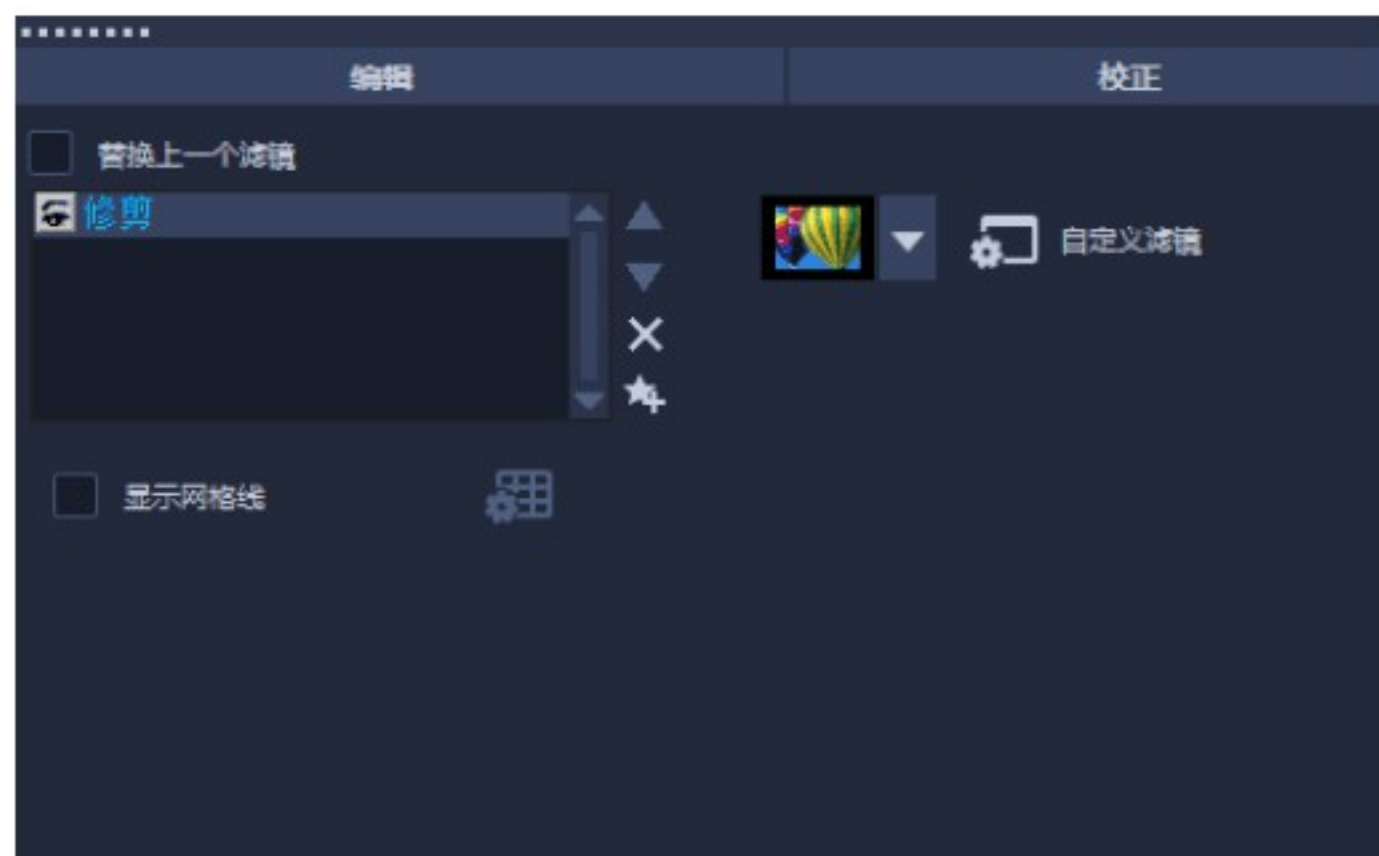 编辑
校正
替换上一个滤镜
修剪
自定义滤镜
显示网格线